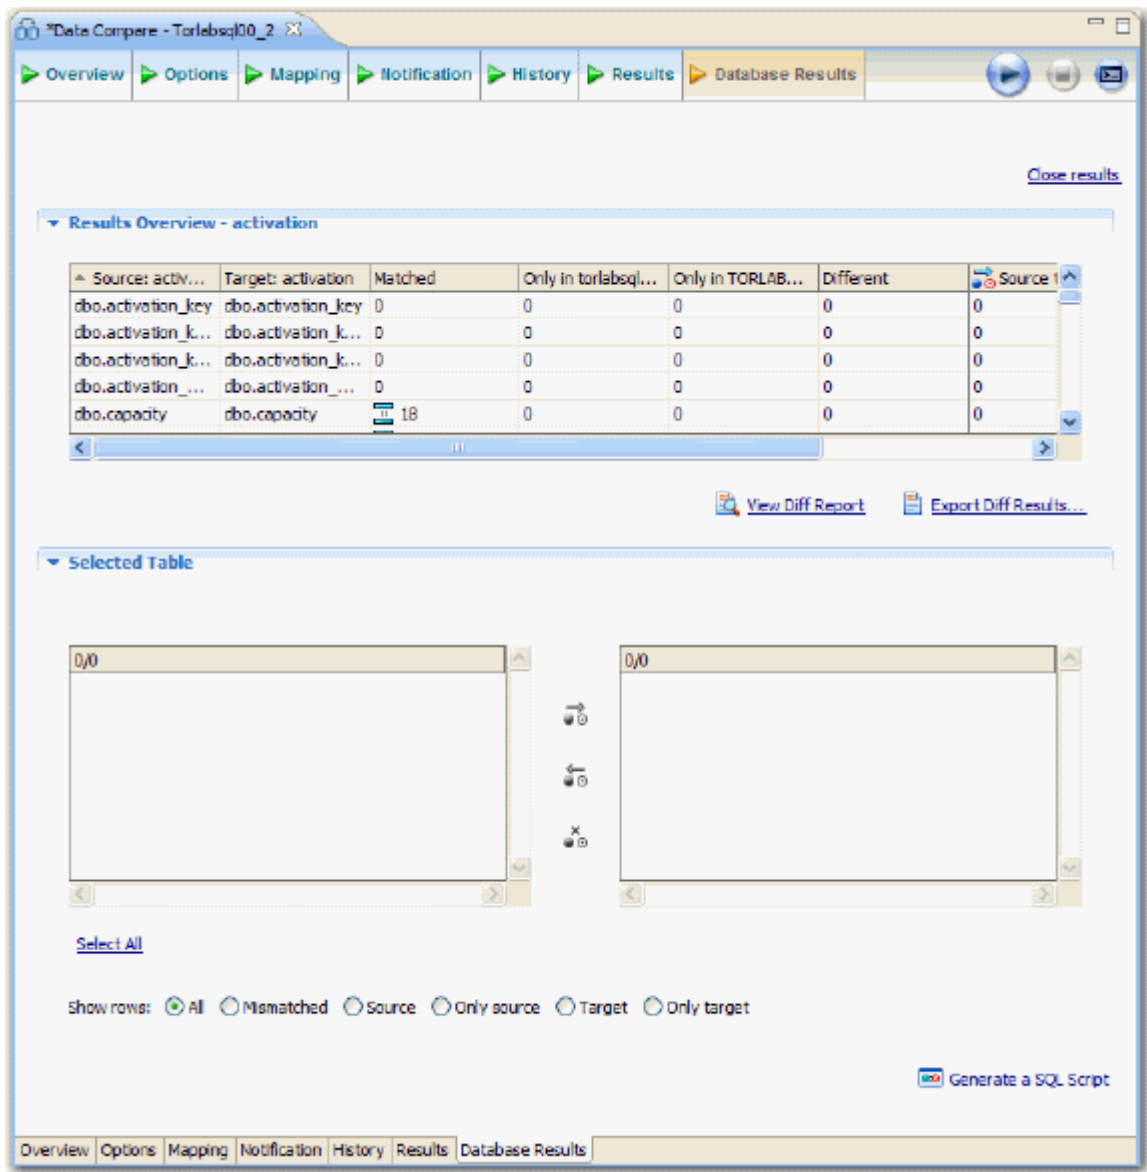 *Data Compare - Torlabsql00_2
Overview Options Mapping Notification History Results Database Results
Close results
Results Overview - activation
Source: activ... Target: activation Matched Only in torlabsql... Only in TORLAB... Different Source t
dbo.activation_key dbo.activation_key 0 0 0 0 0
dbo.activation_k... dbo.activation_k... 0 0 0 0 0
dbo.activation_k... dbo.activation_k... 0 0 0 0 0
dbo.activation_... dbo.activation_... 0 0 0 0 0
dbo.capacity dbo.capacity 18 0 0 0 0
View Diff Report Export Diff Results...
Selected Table
0/0 0/0
Select All
Show rows: All Mismatched Source Only source Target Only target
Generate a SQL Script
Overview Options Mapping Notification History Results Database Results